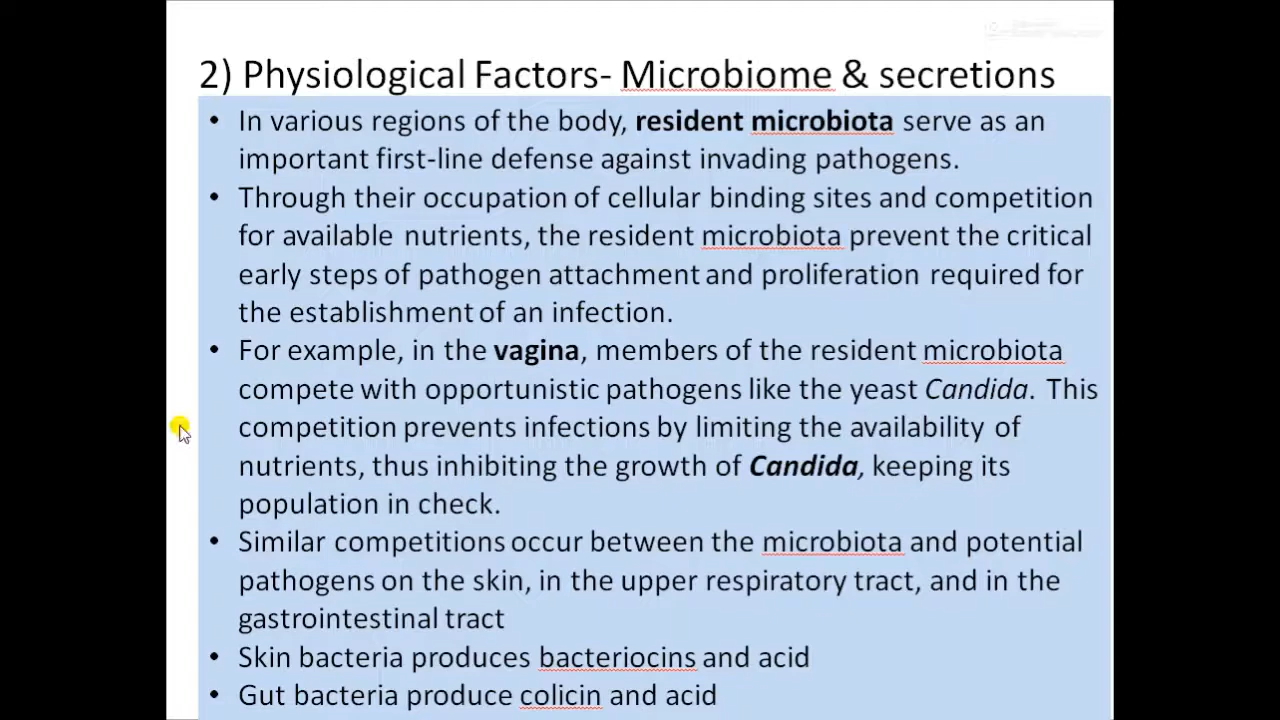 2) Physiological Factors- Microbiome & secretions
• In various regions of the body, resident microbiota serve as an
important first-line defense against invading pathogens.
• Through their occupation of cellular binding sites and competition
for available nutrients, the resident microbiota prevent the critical
early steps of pathogen attachment and proliferation required for
the establishment of an infection.
• For example, in the vagina, members of the resident microbiota
compete with opportunistic pathogens like the yeast Candida. This
competition prevents infections by limiting the availability of
nutrients, thus inhibiting the growth of Candida, keeping its
population in check.
• Similar competitions occur between the microbiota and potential
pathogens on the skin, in the upper respiratory tract, and in the
gastrointestinal tract
• Skin bacteria produces bacteriocins and acid
• Gut bacteria produce colicin and acid